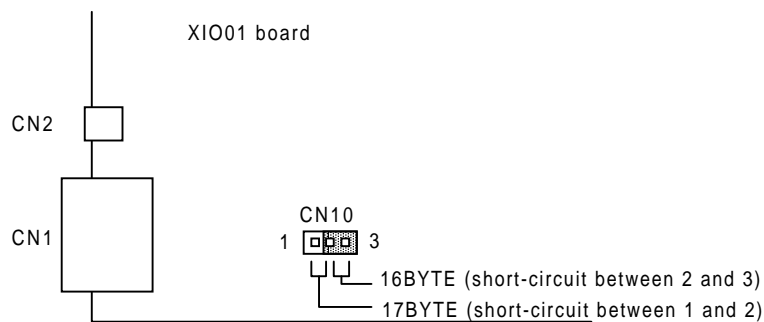 XIO01 board
CN2
CN10
CN1
1 3
16BYTE (short-circuit between 2 and 3)
17BYTE (short-circuit between 1 and 2)